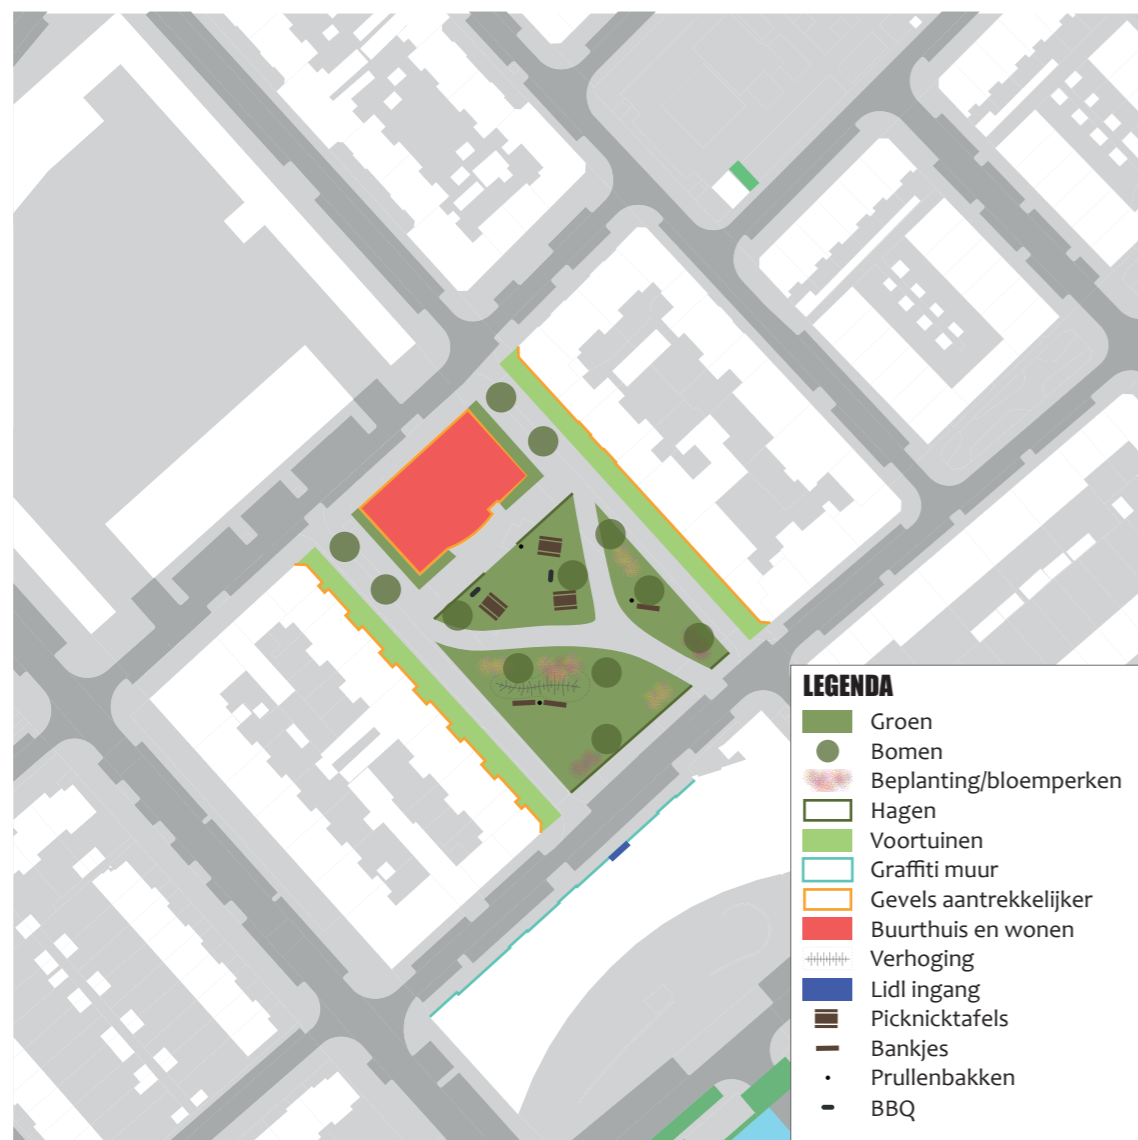 LEGENDA
Groen
Bomen
Beplanting/bloemperken
Hagen
Voortuinen
Graffiti muur
Gevels aantrekkelijker
Buurthuis en wonen
Verhoging
Lidl ingang
Picknicktafels
Bankjes
Prullenbakken
BBQ